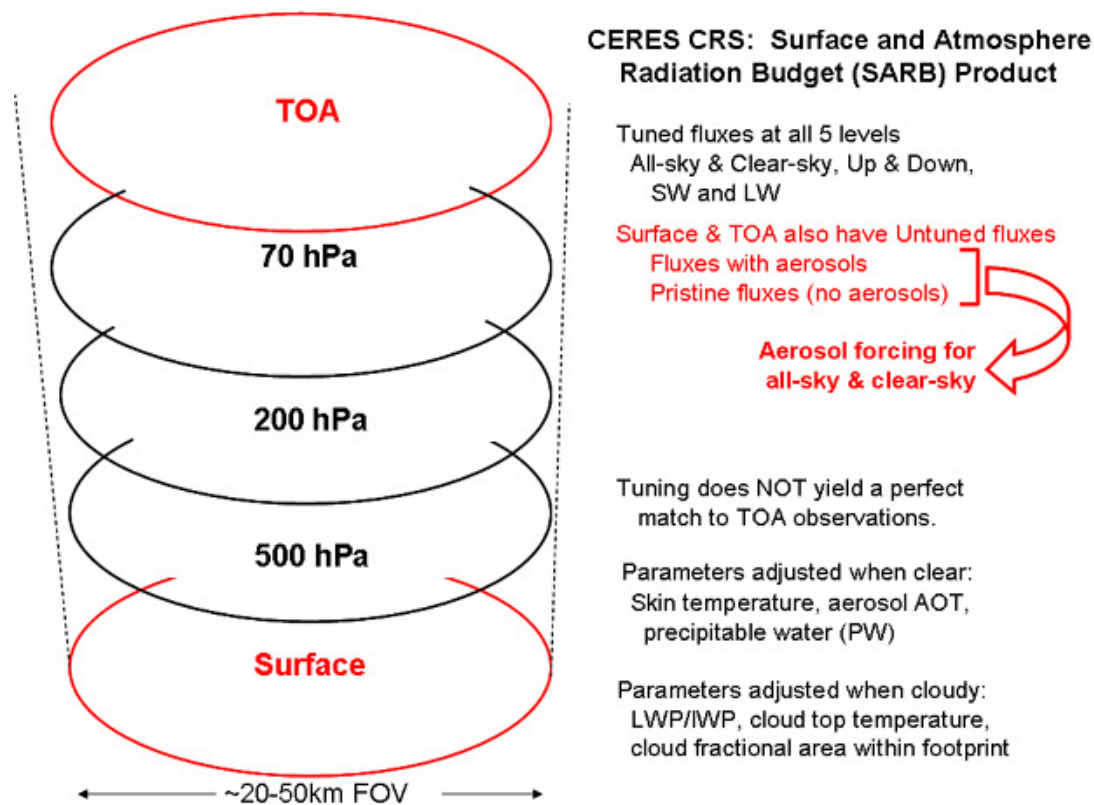 TOA
70 hPa
200 hPa
500 hPa
Surface
~20-50km FOV
CERES CRS: Surface and Atmosphere
Radiation Budget (SARB) Product
Tuned fluxes at all 5 levels
All-sky & Clear-sky, Up & Down,
SW and LW
Surface & TOA also have Untuned fluxes
Fluxes with aerosols
Pristine fluxes (no aerosols)
Aerosol forcing for
all-sky & clear-sky
Tuning does NOT yield a perfect
match to TOA observations.
Parameters adjusted when clear:
Skin temperature, aerosol AOT,
precipitable water (PW)
Parameters adjusted when cloudy:
LWP/IWP, cloud top temperature,
cloud fractional area within footprint